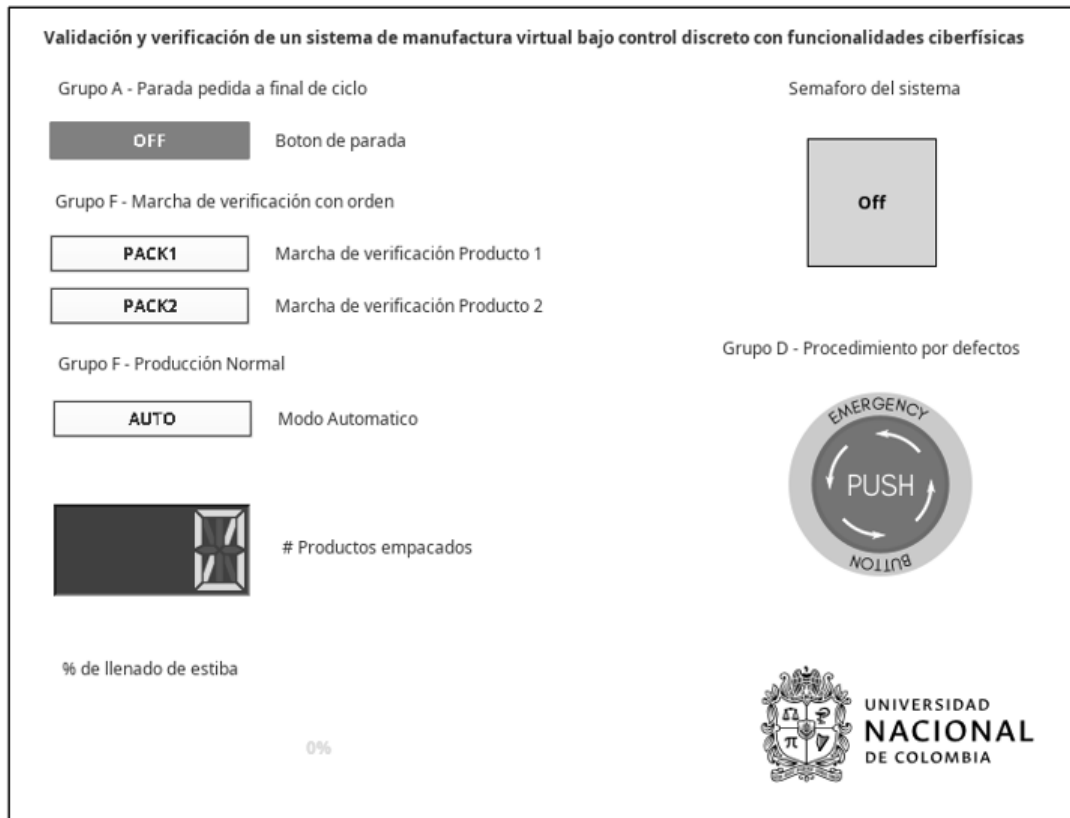 Validación y verificación de un sistema de manufactura virtual bajo control discreto con funcionalidades ciberfísicas
Grupo A - Parada pedida a final de ciclo
Semaforo del sistema
OFF
Boton de parada
Off
Grupo F - Marcha de verificación con orden
PACK1
Marcha de verificación Producto 1
PACK2
Marcha de verificación Producto 2
Grupo D - Procedimiento por defectos
Grupo F - Producción Normal
AUTO
Modo Automatico
EMERGENCY
PUSH
BUTTON
0
# Productos empacados
% de llenado de estiba
0%
π
UNIVERSIDAD
NACIONAL
DE COLOMBIA